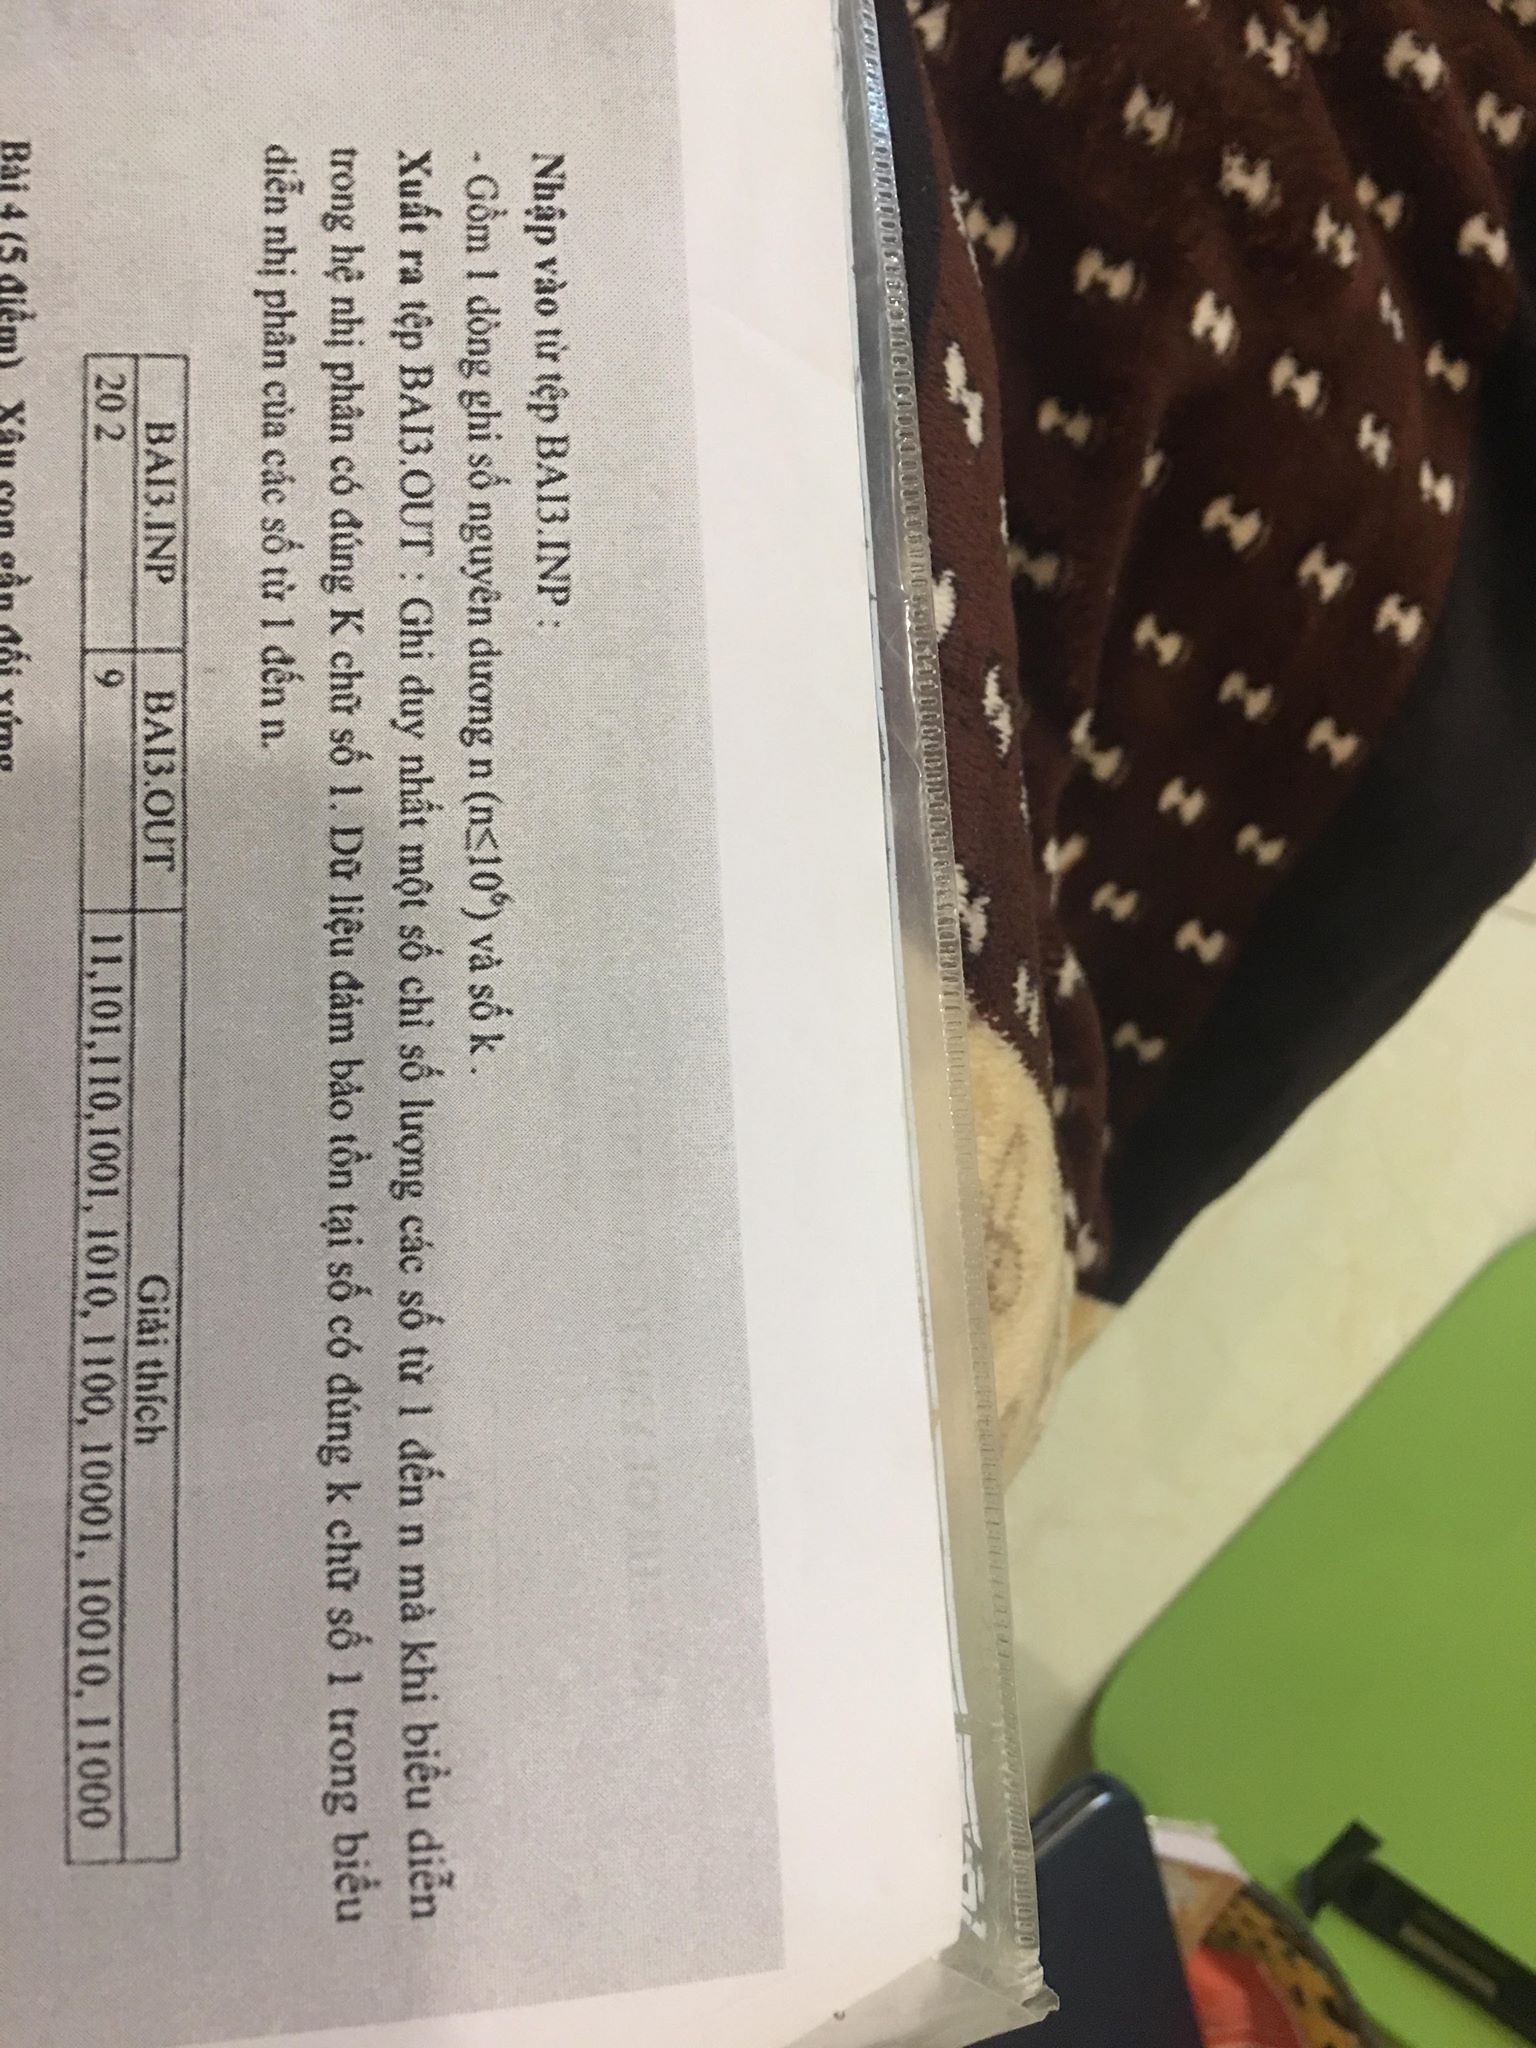 Nhập vào từ tệp BAI3.INP :
- Gồm 1 dòng ghi số nguyên dương n (n≤10⁶) và số k .
Xuất ra tệp BAI3.OUT : Ghi duy nhất một số chỉ số lượng các số từ 1 đến n mà khi biểu diễn
trong hệ nhị phân có đúng K chữ số 1. Dữ liệu đảm bảo tồn tại số có đúng k chữ số 1 trong biểu
diễn nhị phân của các số từ 1 đến n.
BAI3.INP BAI3.OUT Giải thích
20 2 9 11,101,110,1001, 1010, 1100, 10001, 10010, 11000
Bài 4 (5 điểm) Xâu con gần đối xứng